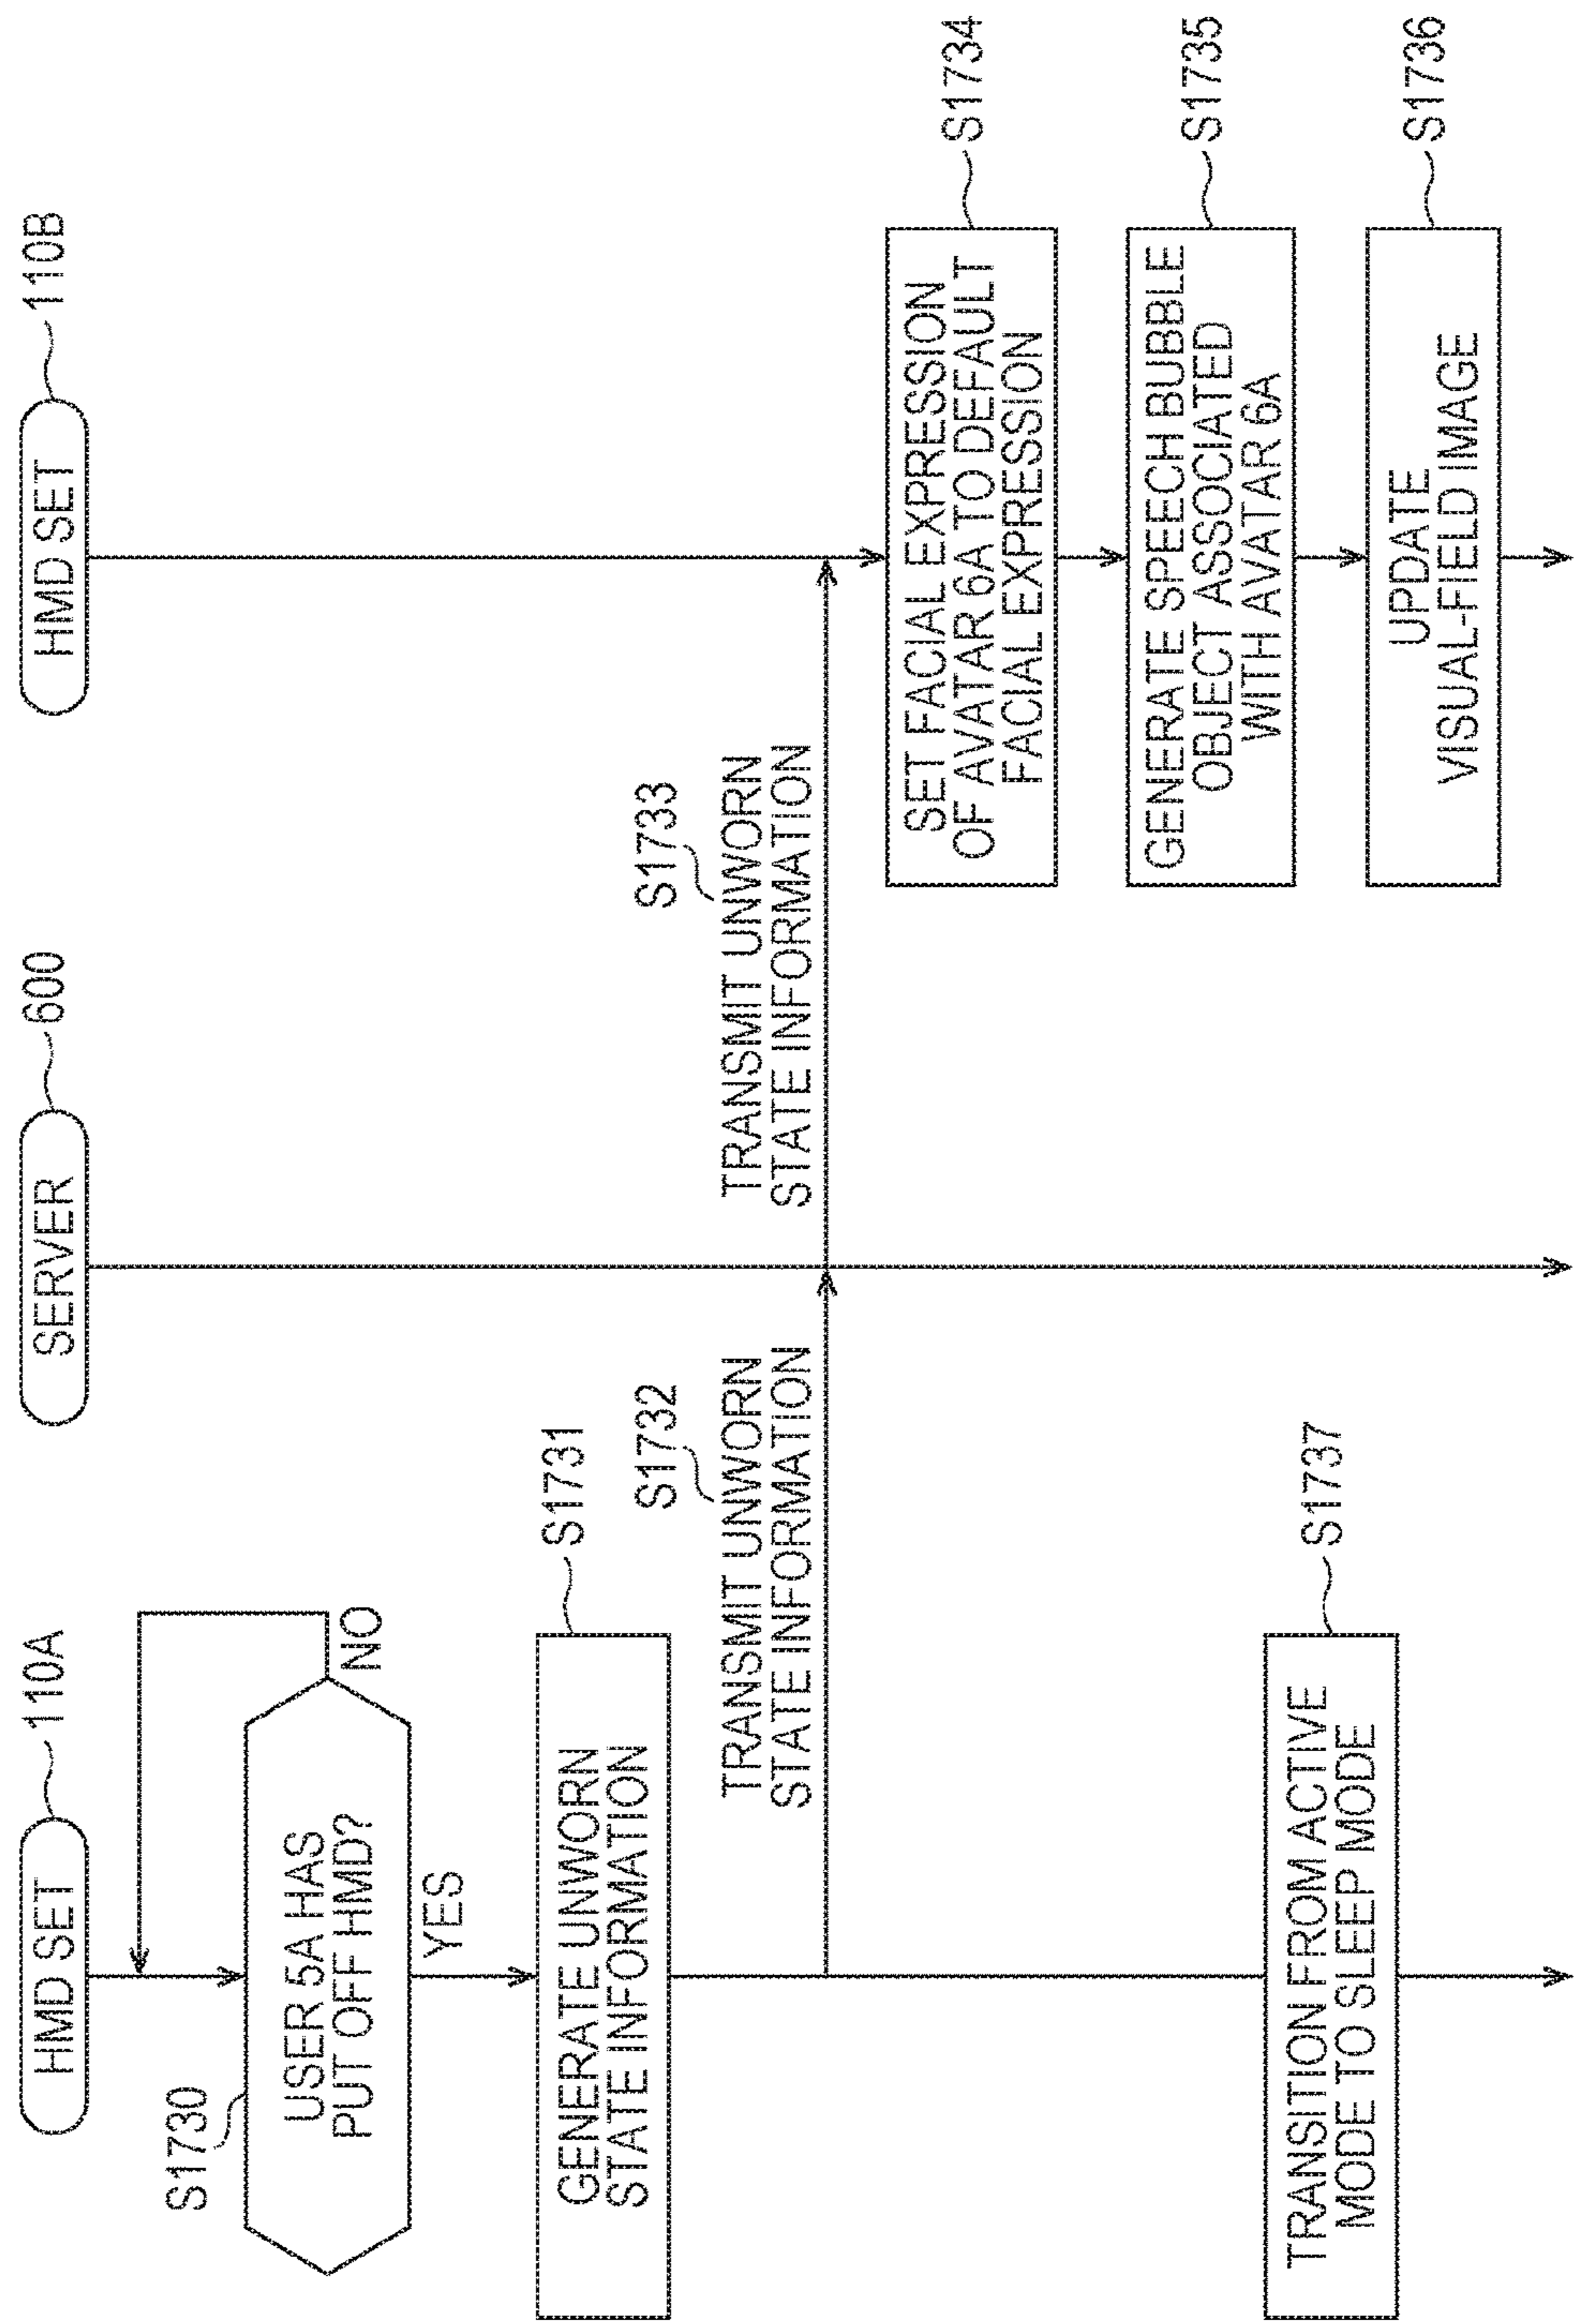 HMD SET
110A
SERVER
600
HMD SET
110B
S1730
USER 5A HAS
PUT OFF HMD?
NO
YES
GENERATE UNWORN
STATE INFORMATION
S1731
S1732
TRANSMIT UNWORN
STATE INFORMATION
S1733
TRANSMIT UNWORN
STATE INFORMATION
SET FACIAL EXPRESSION
OF AVATAR 6A TO DEFAULT
FACIAL EXPRESSION
S1734
GENERATE SPEECH BUBBLE
OBJECT ASSOCIATED
WITH AVATAR 6A
S1735
TRANSITION FROM ACTIVE
MODE TO SLEEP MODE
S1737
UPDATE
VISUAL-FIELD IMAGE
S1736